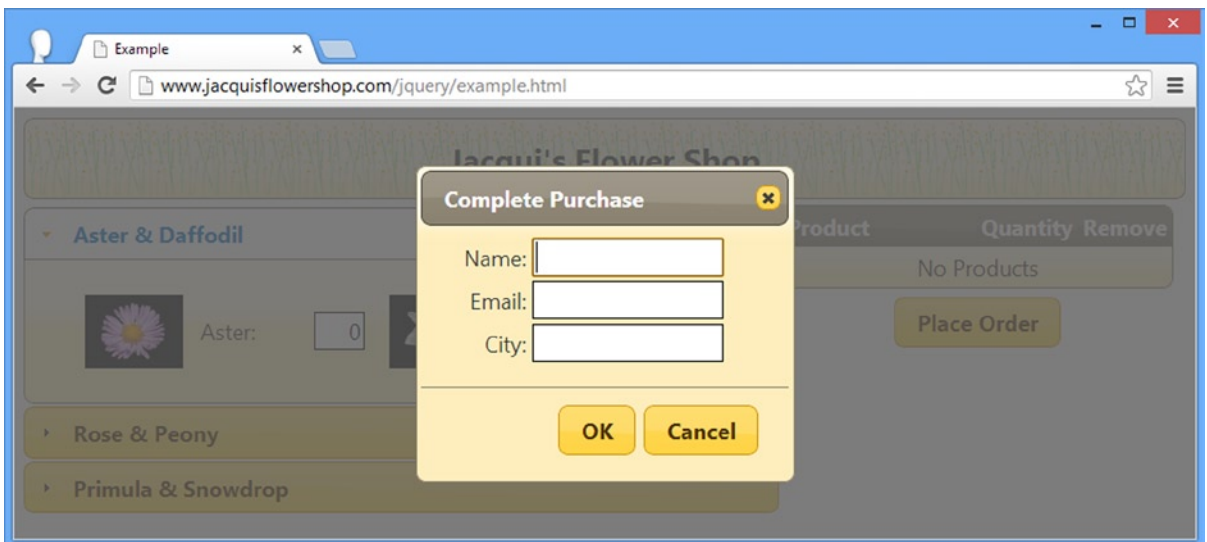 Example
www.jacquisflowershop.com/jquery/example.html
Jacqui's Flower Shop
Complete Purchase
Aster & Daffodil
Product Quantity Remove
Name:
No Products
Email:
Aster: 0
Place Order
City:
Rose & Peony
OK Cancel
Primula & Snowdrop